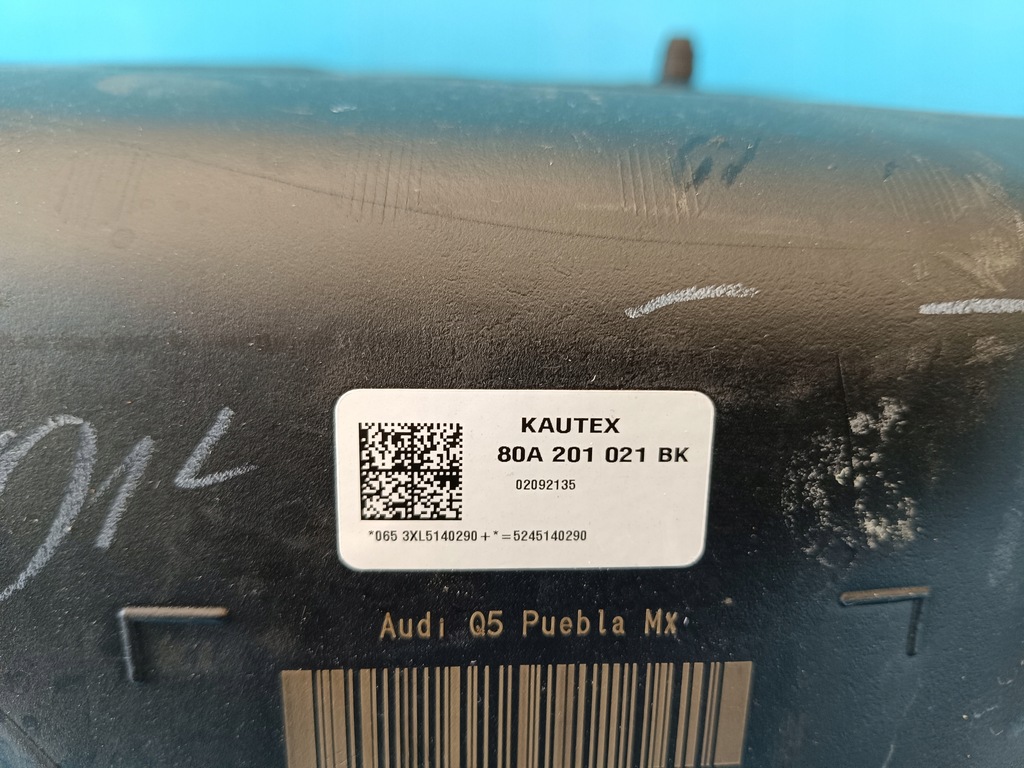 KAUTEX
80A 201 021 BK
02092135
*065 3XL5140290+*=5245140290
Audi Q5 Puebla Mx